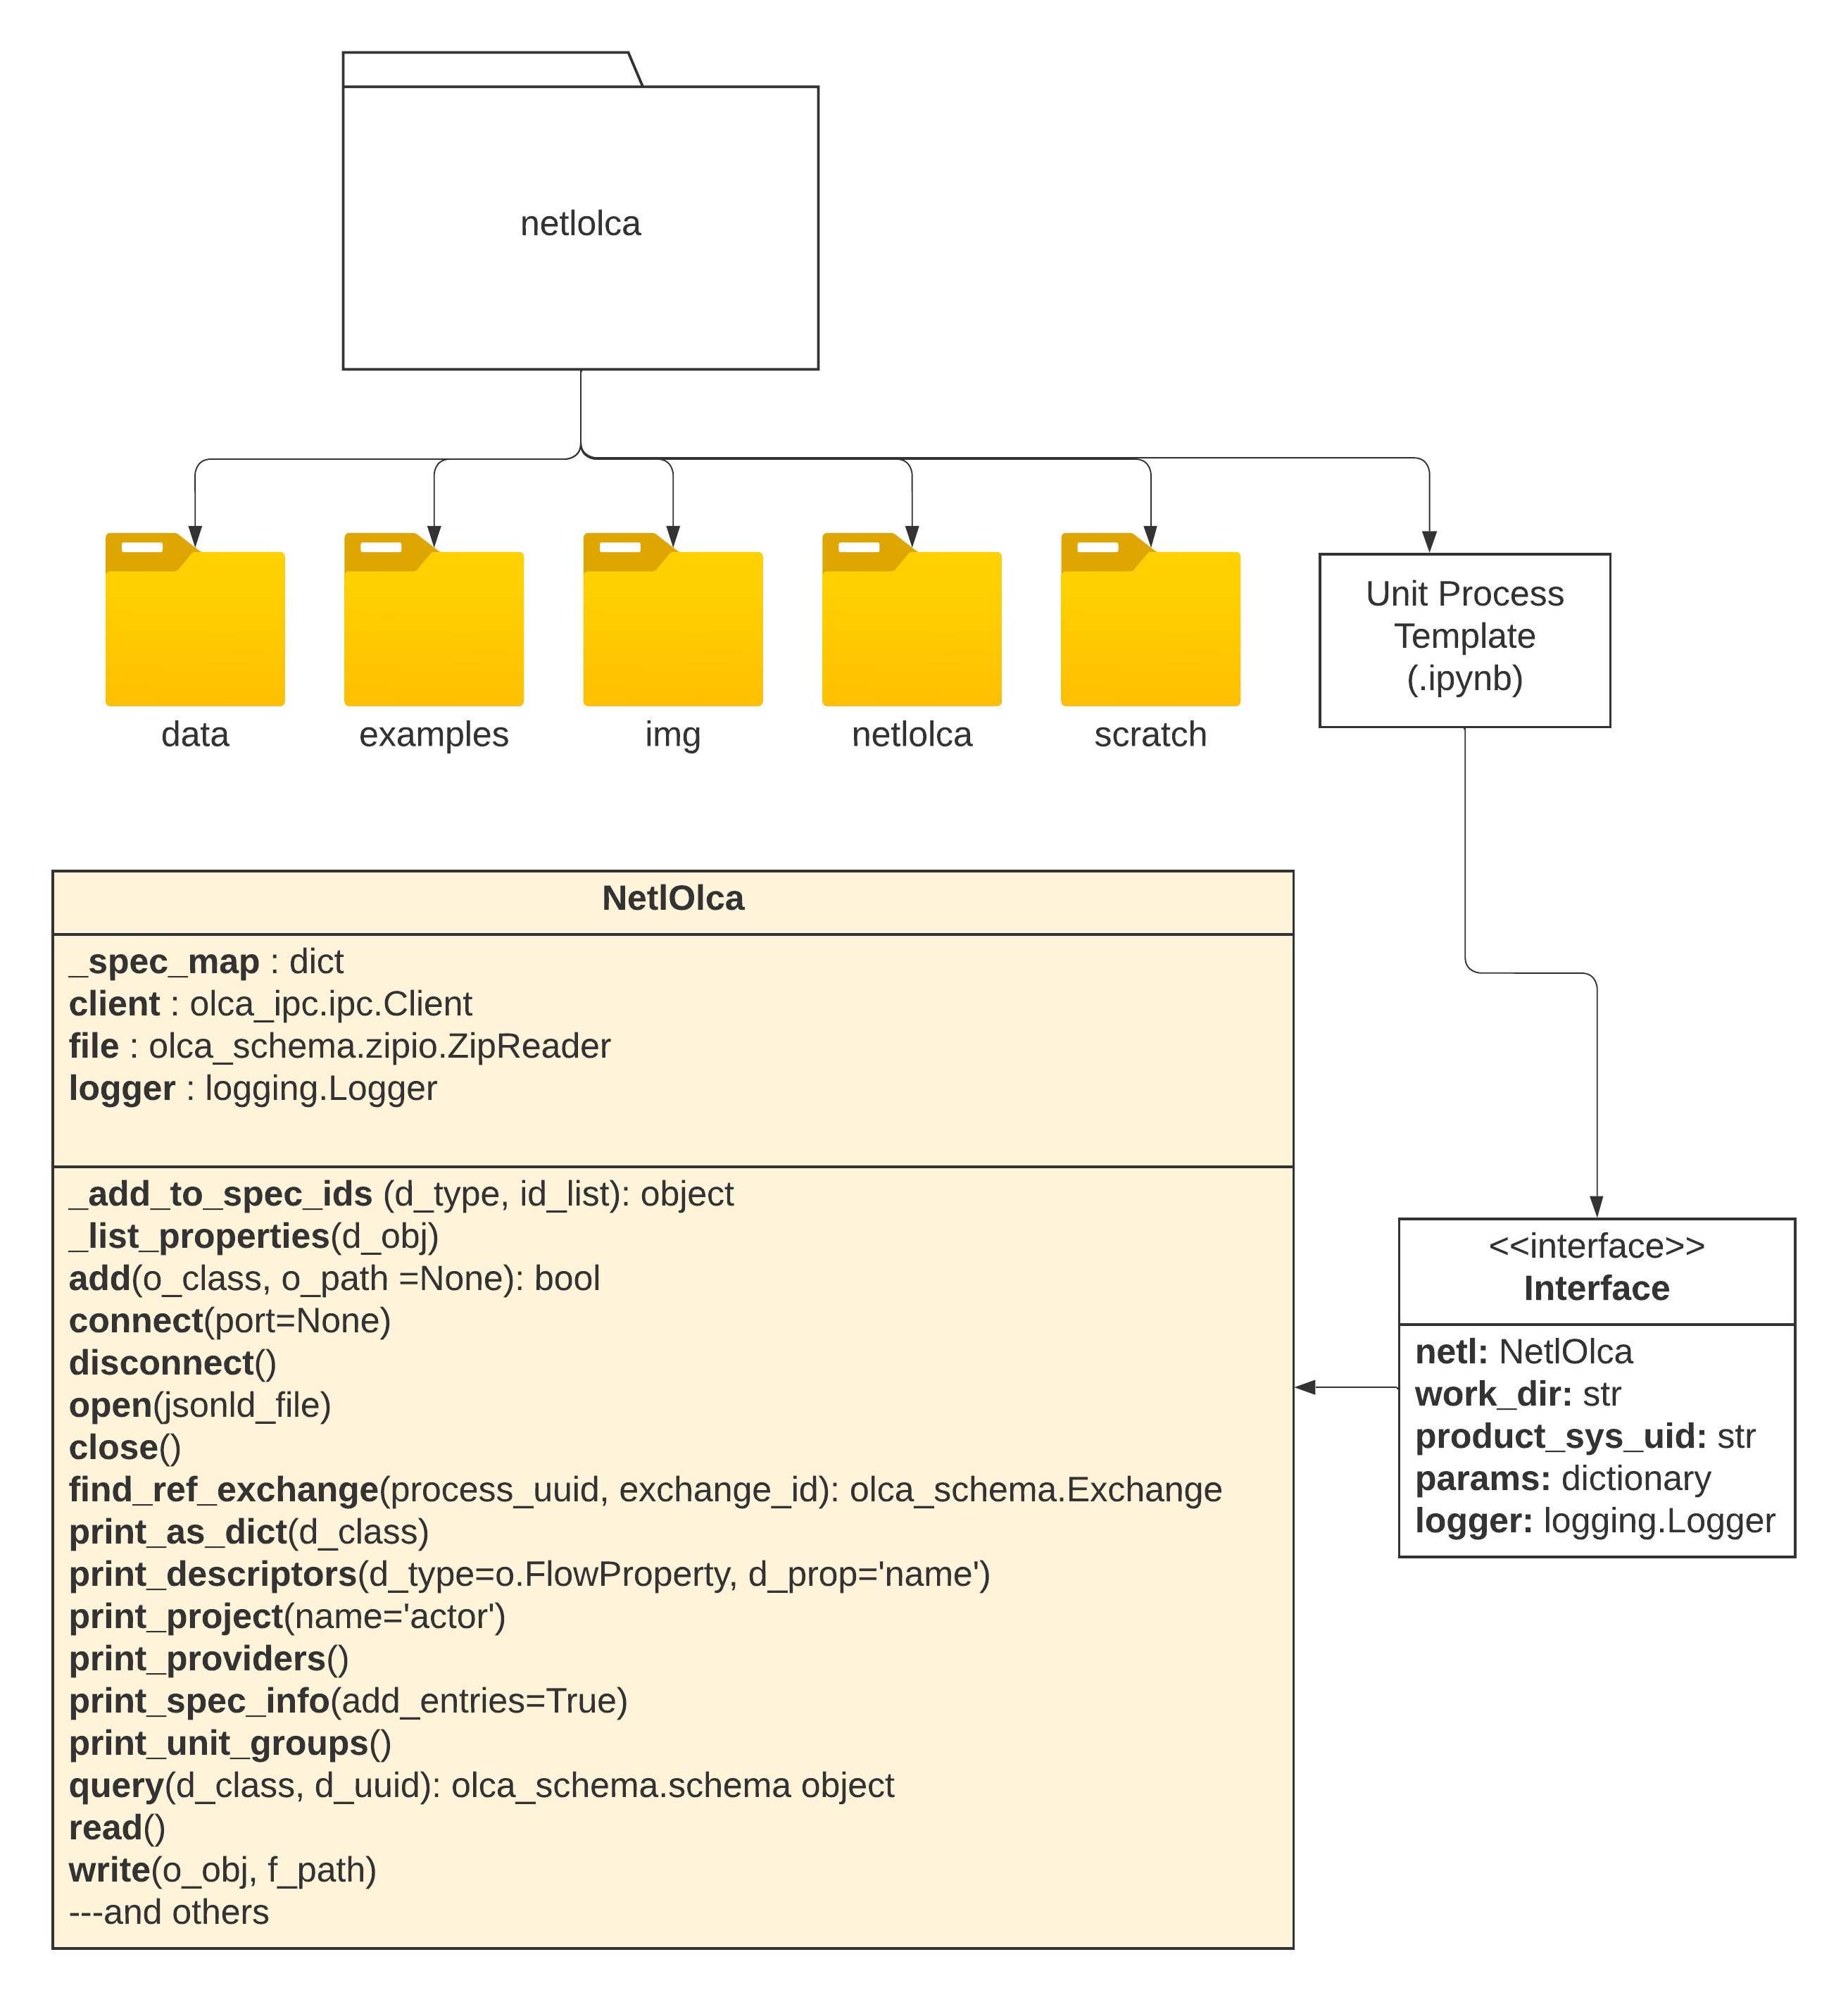 netlolca
data
examples
img
netlolca
scratch
Unit Process
Template
(.ipynb)
NetlOlca
_spec_map : dict
client : olca_ipc.ipc.Client
file : olca_schema.zipio.ZipReader
logger : logging.Logger
_add_to_spec_ids (d_type, id_list): object
_list_properties(d_obj)
add(o_class, o_path =None): bool
connect(port=None)
disconnect()
open(jsonld_file)
close()
find_ref_exchange(process_uuid, exchange_id): olca_schema.Exchange
print_as_dict(d_class)
print_descriptors(d_type=o.FlowProperty, d_prop='name')
print_project(name='actor')
print_providers()
print_spec_info(add_entries=True)
print_unit_groups()
query(d_class, d_uuid): olca_schema.schema object
read()
write(o_obj, f_path)
---and others
<<interface>>
Interface
netl: NetlOlca
work_dir: str
product_sys_uid: str
params: dictionary
logger: logging.Logger